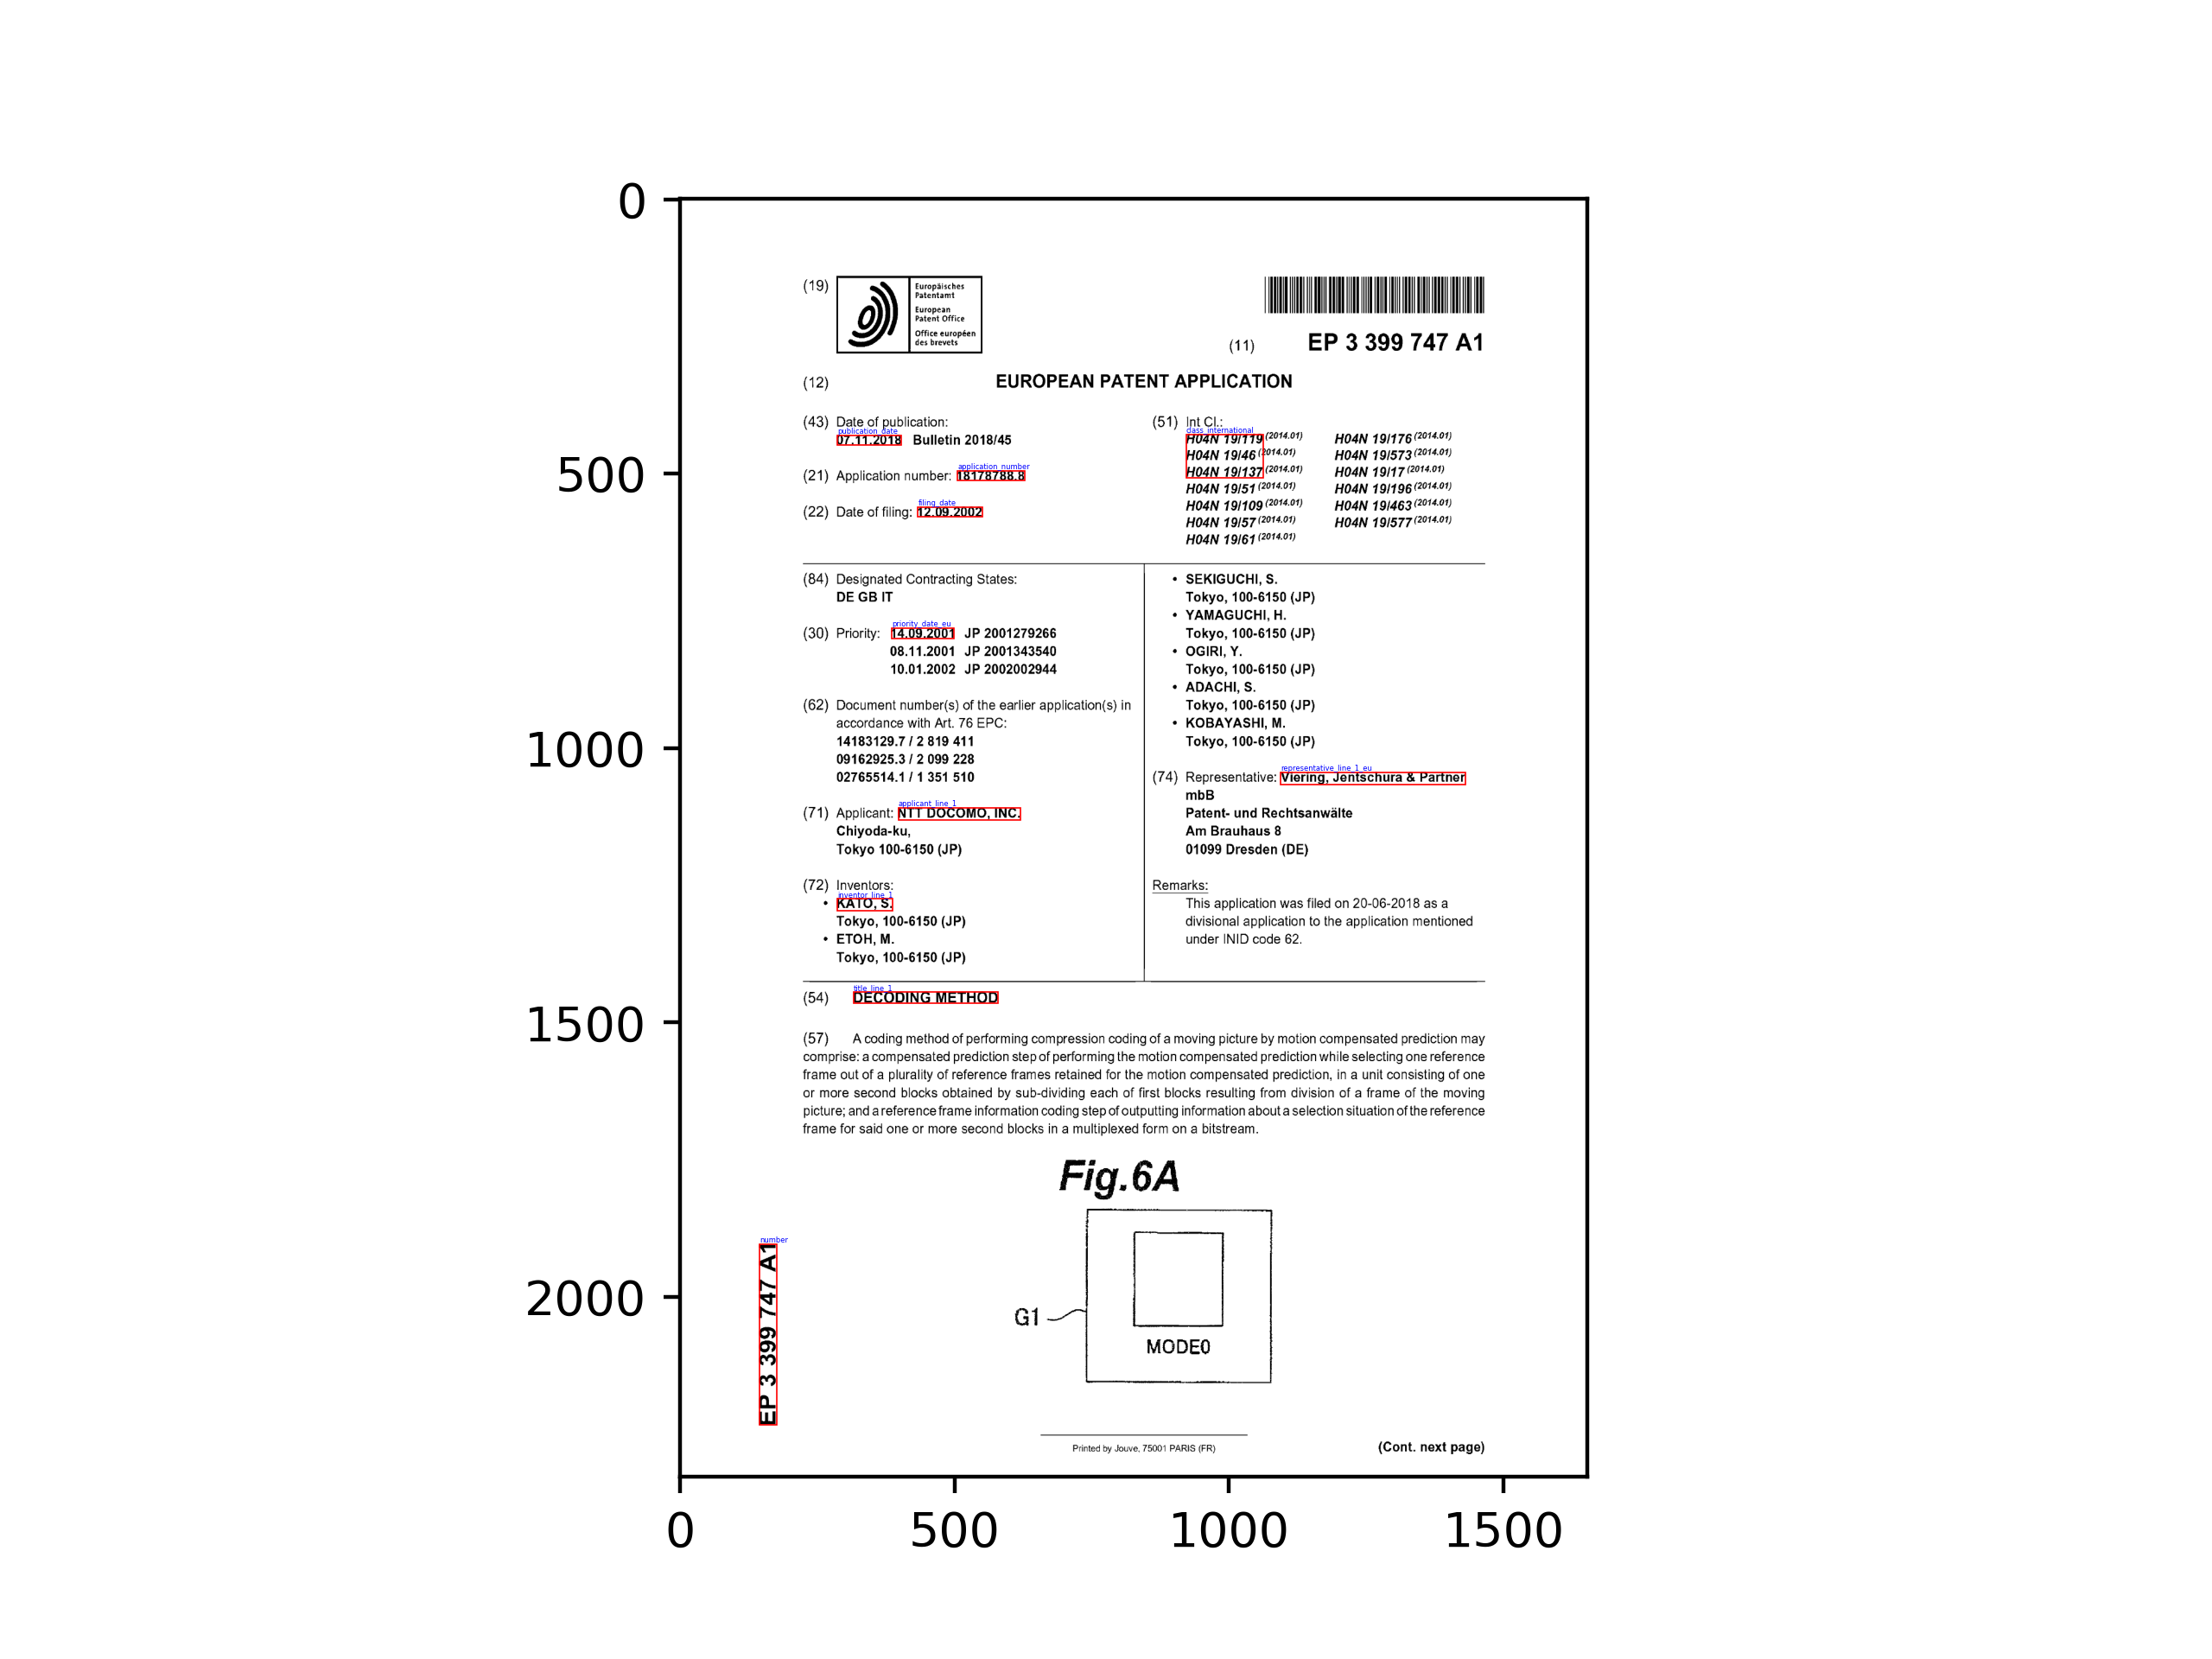 0
500
1000
1500
2000
0
500
1000
1500
(19)
Europäisches
Patentamt
European
Patent Office
Office européen
des brevets
(11)
EP 3 399 747 A1
(12)
EUROPEAN PATENT APPLICATION
(43) Date of publication:
publication_date
07.11.2018 Bulletin 2018/45
application_number
(21) Application number: 18178788.8
filing_date
(22) Date of filing: 12.09.2002
(51) Int Cl.:
class_international
H04N 19/119 (2014.01) H04N 19/176 (2014.01)
H04N 19/46 (2014.01) H04N 19/573 (2014.01)
H04N 19/137 (2014.01) H04N 19/17 (2014.01)
H04N 19/51 (2014.01) H04N 19/196 (2014.01)
H04N 19/109 (2014.01) H04N 19/463 (2014.01)
H04N 19/57 (2014.01) H04N 19/577 (2014.01)
H04N 19/61 (2014.01)
(84) Designated Contracting States:
DE GB IT
priority_date_eu
(30) Priority: 14.09.2001 JP 2001279266
08.11.2001 JP 2001343540
10.01.2002 JP 2002002944
(62) Document number(s) of the earlier application(s) in
accordance with Art. 76 EPC:
14183129.7 / 2 819 411
09162925.3 / 2 099 228
02765514.1 / 1 351 510
applicant_line_1
(71) Applicant: NTT DOCOMO, INC.
Chiyoda-ku,
Tokyo 100-6150 (JP)
(72) Inventors:
inventor_line_1
• KATO, S.
Tokyo, 100-6150 (JP)
• ETOH, M.
Tokyo, 100-6150 (JP)
• SEKIGUCHI, S.
Tokyo, 100-6150 (JP)
• YAMAGUCHI, H.
Tokyo, 100-6150 (JP)
• OGIRI, Y.
Tokyo, 100-6150 (JP)
• ADACHI, S.
Tokyo, 100-6150 (JP)
• KOBAYASHI, M.
Tokyo, 100-6150 (JP)
representative_line_1_eu
(74) Representative: Viering, Jentschura & Partner
mbB
Patent- und Rechtsanwälte
Am Brauhaus 8
01099 Dresden (DE)
Remarks:
This application was filed on 20-06-2018 as a
divisional application to the application mentioned
under INID code 62.
title_line_1
(54) DECODING METHOD
(57) A coding method of performing compression coding of a moving picture by motion compensated prediction may
comprise: a compensated prediction step of performing the motion compensated prediction while selecting one reference
frame out of a plurality of reference frames retained for the motion compensated prediction, in a unit consisting of one
or more second blocks obtained by sub-dividing each of first blocks resulting from division of a frame of the moving
picture; and a reference frame information coding step of outputting information about a selection situation of the reference
frame for said one or more second blocks in a multiplexed form on a bitstream.
Fig.6A
G1
MODE0
number
EP 3 399 747 A1
Printed by Jouve, 75001 PARIS (FR)
(Cont. next page)